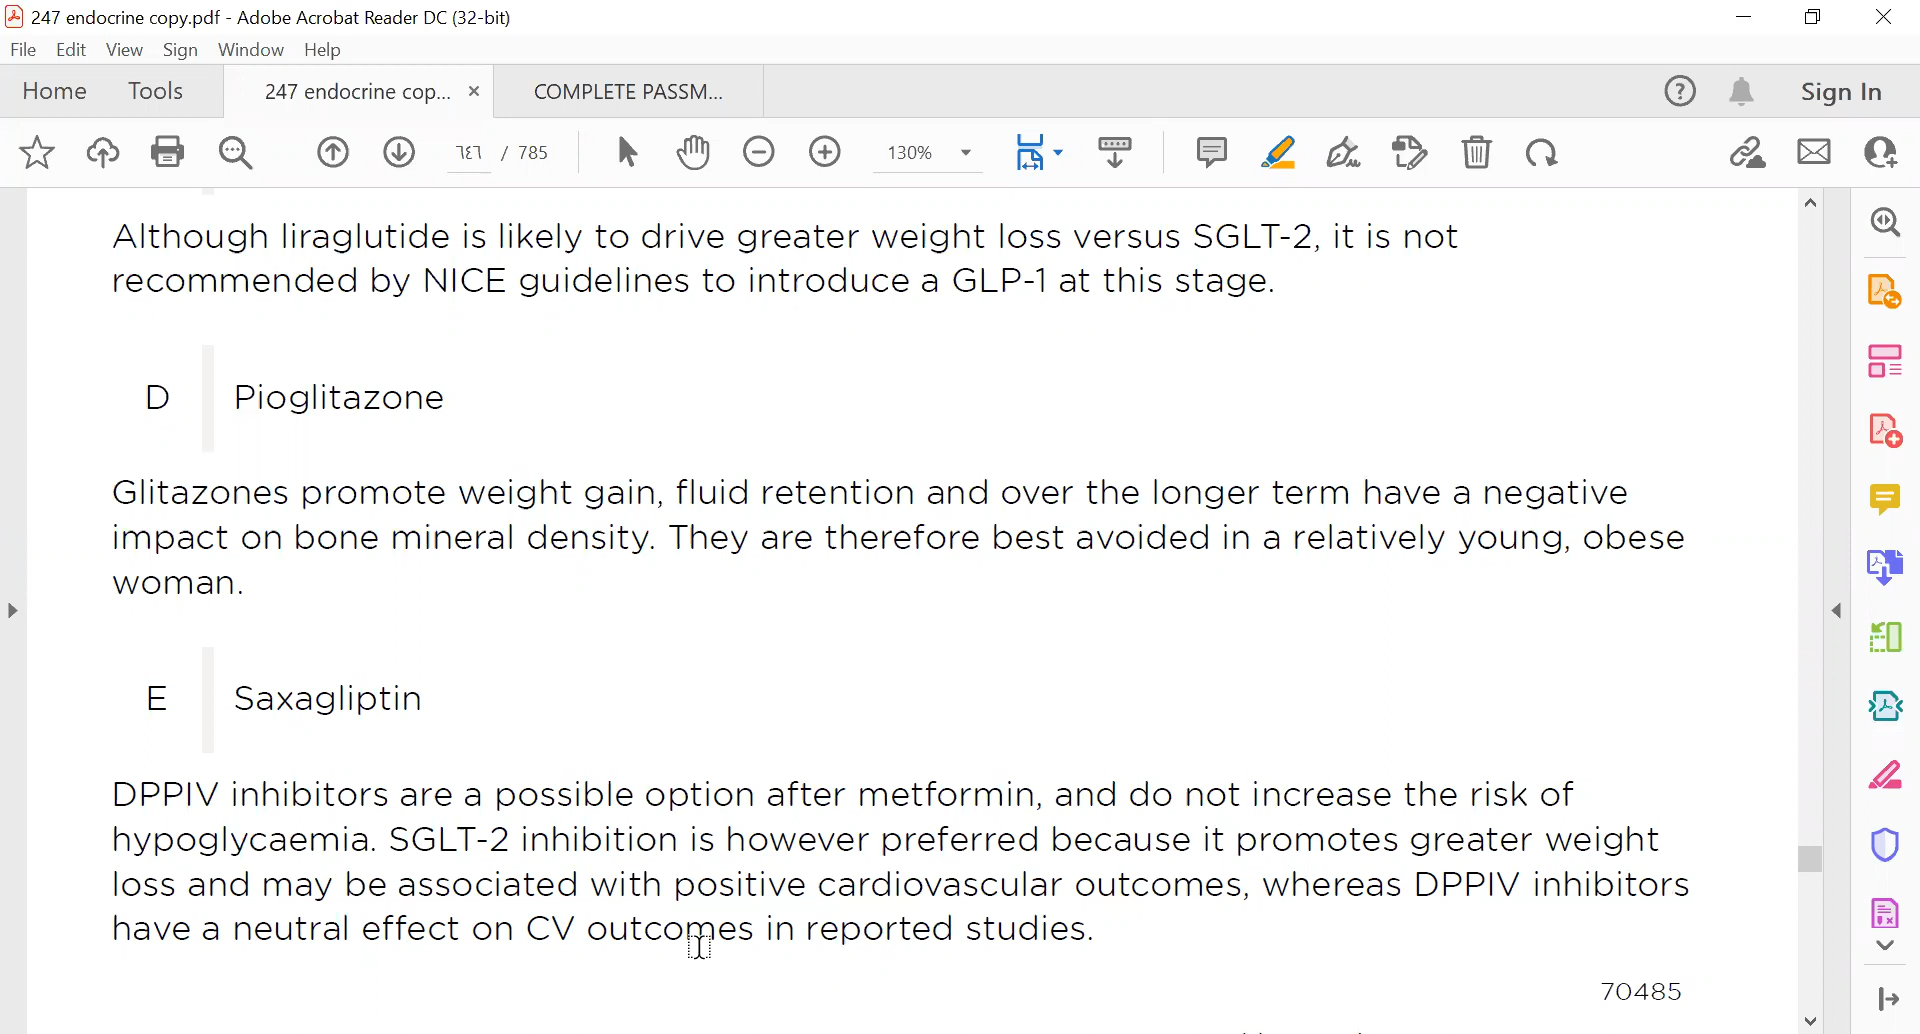 247 endocrine copy.pdf - Adobe Acrobat Reader DC (32-bit)
File Edit View Sign Window Help
Home Tools 247 endocrine cop... × COMPLETE PASSM... Sign In
٦٤٦ / 785 130%
Although liraglutide is likely to drive greater weight loss versus SGLT-2, it is not
recommended by NICE guidelines to introduce a GLP-1 at this stage.
D Pioglitazone
Glitazones promote weight gain, fluid retention and over the longer term have a negative
impact on bone mineral density. They are therefore best avoided in a relatively young, obese
woman.
E Saxagliptin
DPPIV inhibitors are a possible option after metformin, and do not increase the risk of
hypoglycaemia. SGLT-2 inhibition is however preferred because it promotes greater weight
loss and may be associated with positive cardiovascular outcomes, whereas DPPIV inhibitors
have a neutral effect on CV outcomes in reported studies.
70485